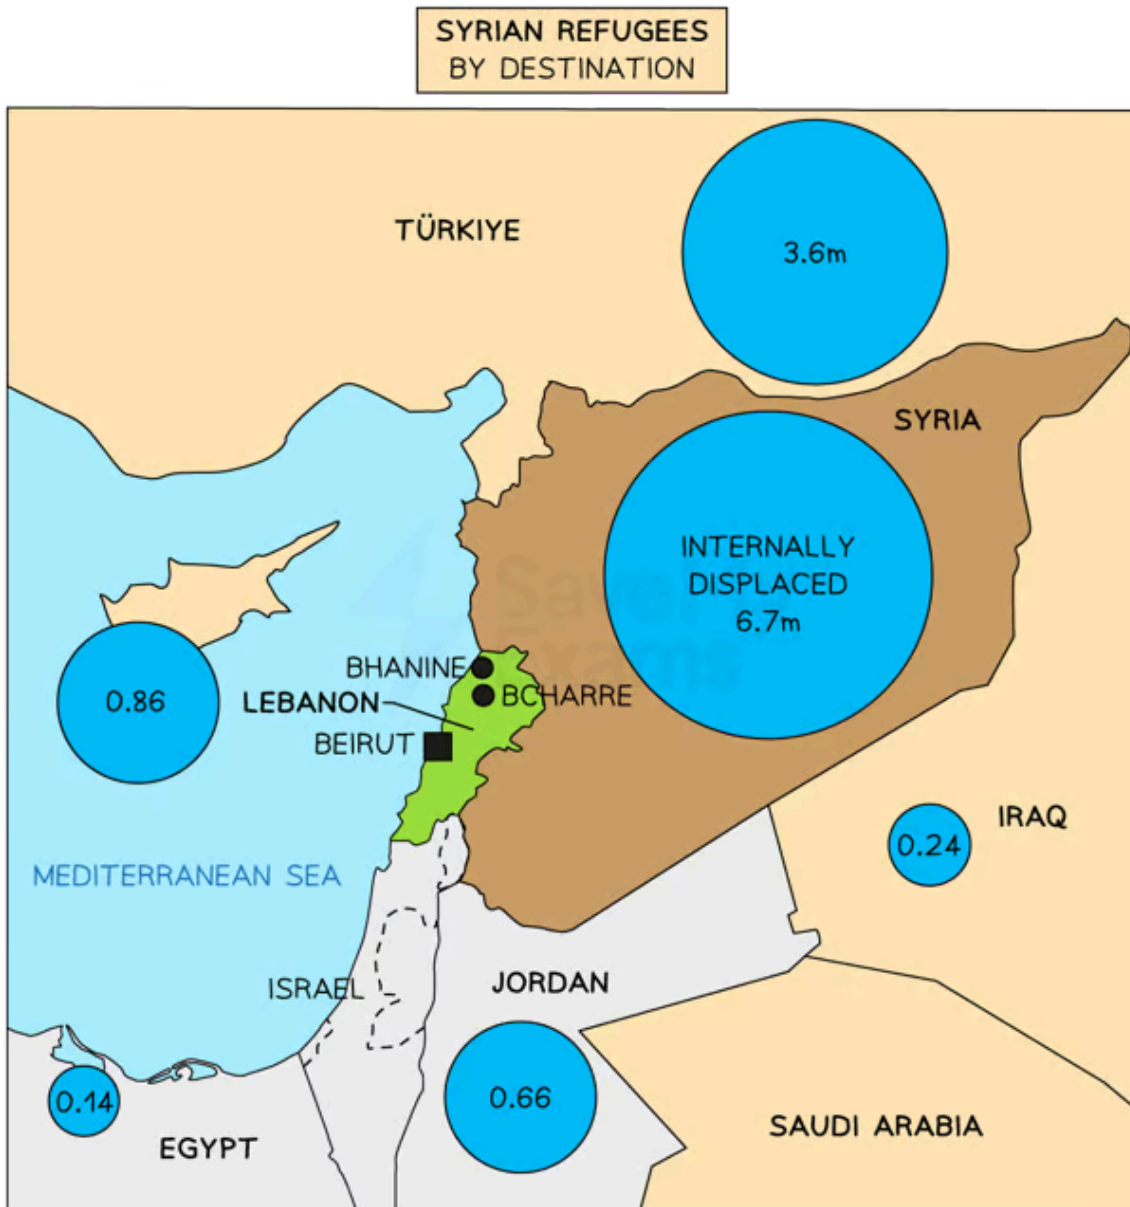 SYRIAN REFUGEES
BY DESTINATION
TÜRKIYE
3.6m
SYRIA
INTERNALLY
DISPLACED
6.7m
BHANINE
BCHARRE
0.86
LEBANON
BEIRUT
IRAQ
0.24
MEDITERRANEAN SEA
ISRAEL
JORDAN
0.66
0.14
EGYPT
SAUDI ARABIA